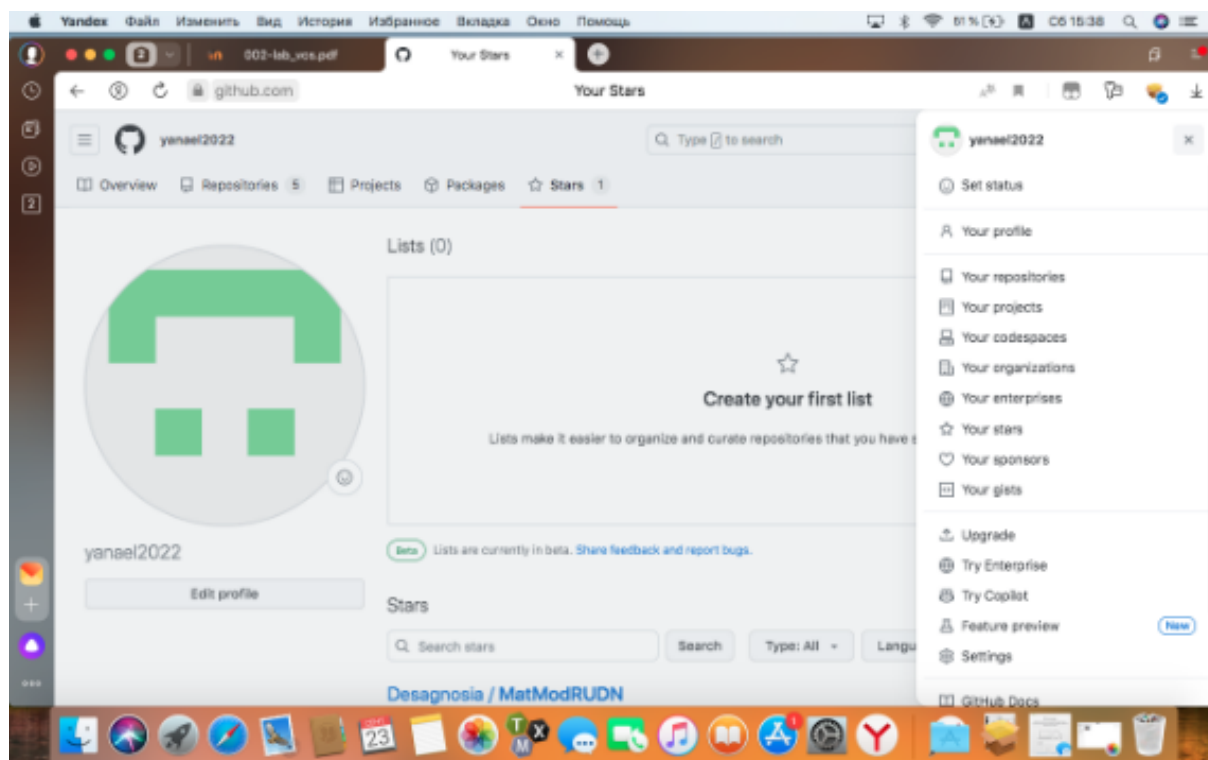 Yandex Файл Изменить Вид История Избранное Вкладка Окно Помощь 51 % Сб 15:38
2 002-lab_vcs.pdf Your Stars
github.com Your Stars
yanael2022 Type / to search yanael2022
Overview Repositories 5 Projects Packages Stars 1 Set status
2
Your profile
Lists (0)
Your repositories
Your projects
Your codespaces
Your organizations
Create your first list Your enterprises
Lists make it easier to organize and curate repositories that you have Your stars
Your sponsors
Your gists
Upgrade
yanael2022 Beta Lists are currently in beta. Share feedback and report bugs.
Try Enterprise
Edit profile Try Copilot
Stars
Feature preview New
Search stars Search Type: All Langu
Settings
Desagnosia / MatModRUDN GitHub Docs
23 T X M 1